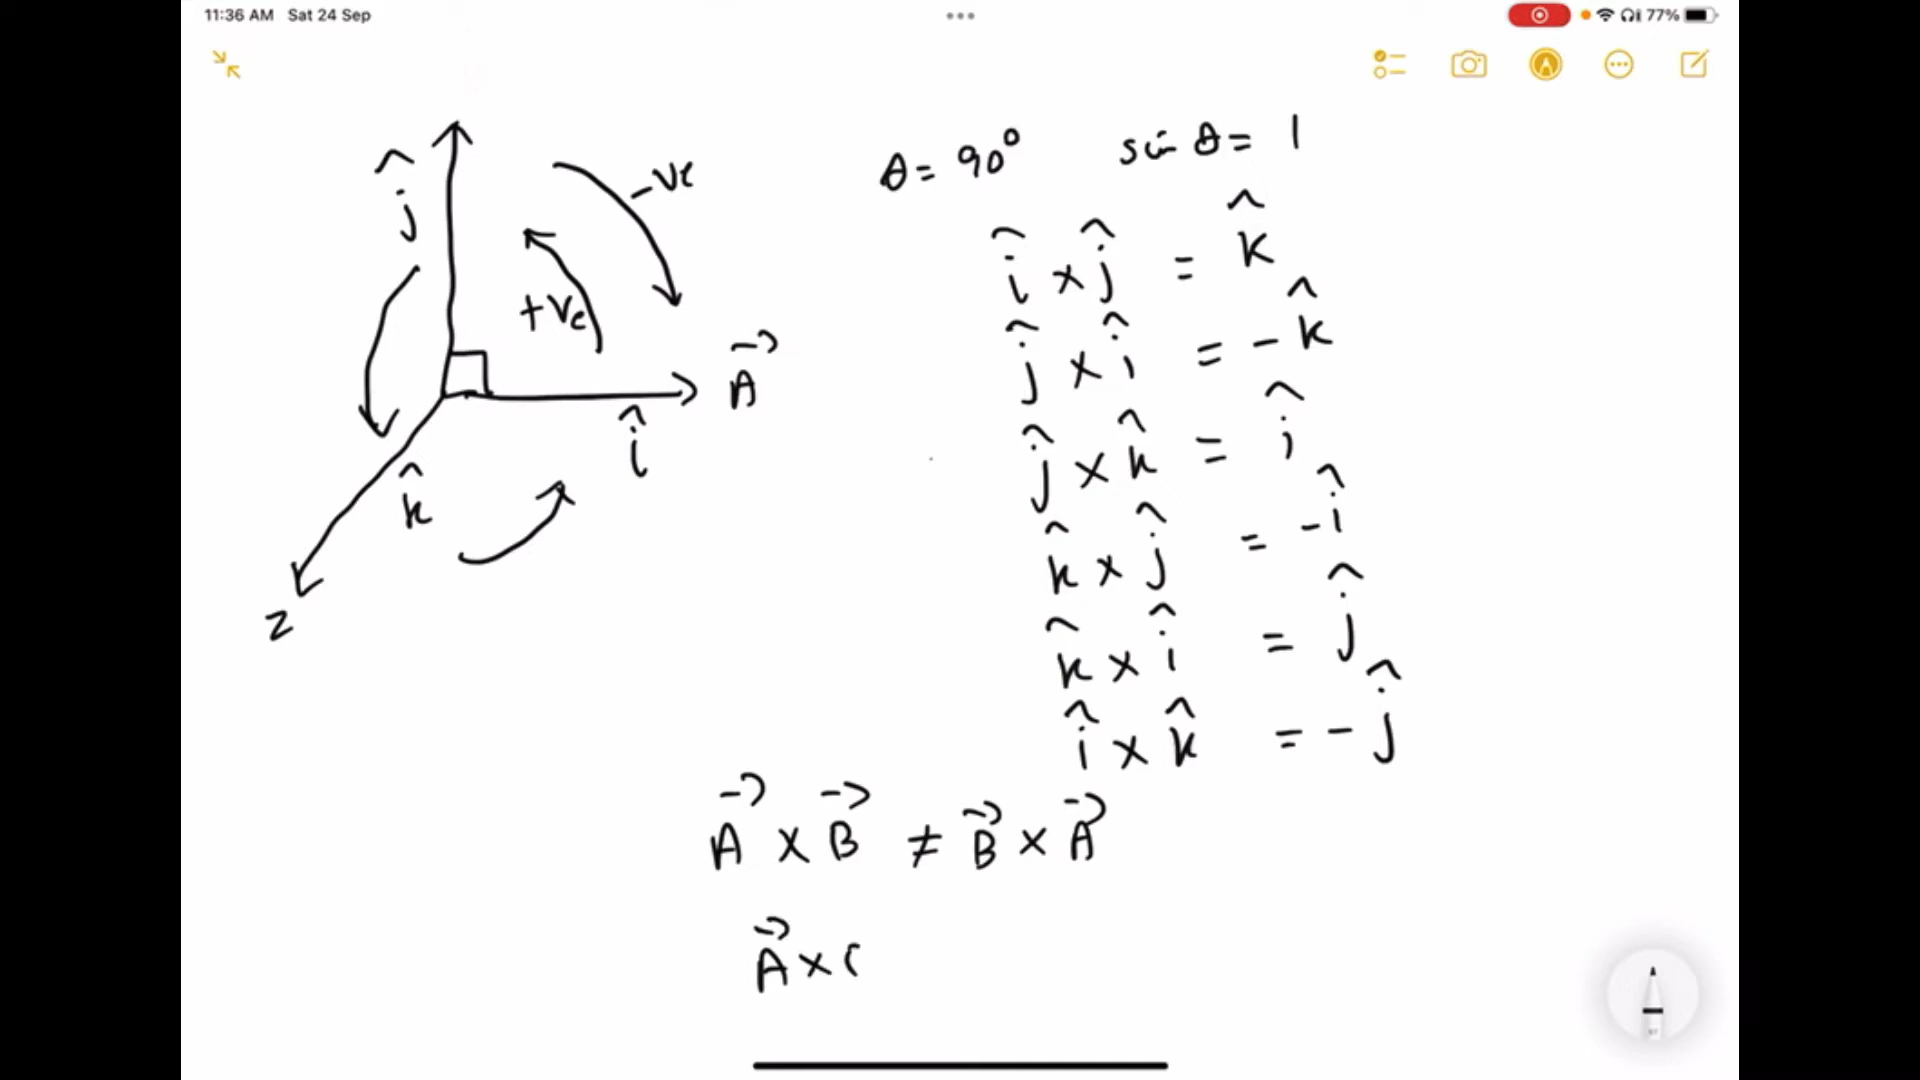 11:36 AM Sat 24 Sep
77%
ĵ
-ve
+ve
A⃗
î
k̂
z
θ = 90° sin θ = 1
î × ĵ = k̂
ĵ × î = - k̂
ĵ × k̂ = î
k̂ × ĵ = - î
k̂ × î = ĵ
î × k̂ = - ĵ
A⃗ × B⃗ ≠ B⃗ × A⃗
A⃗ × (